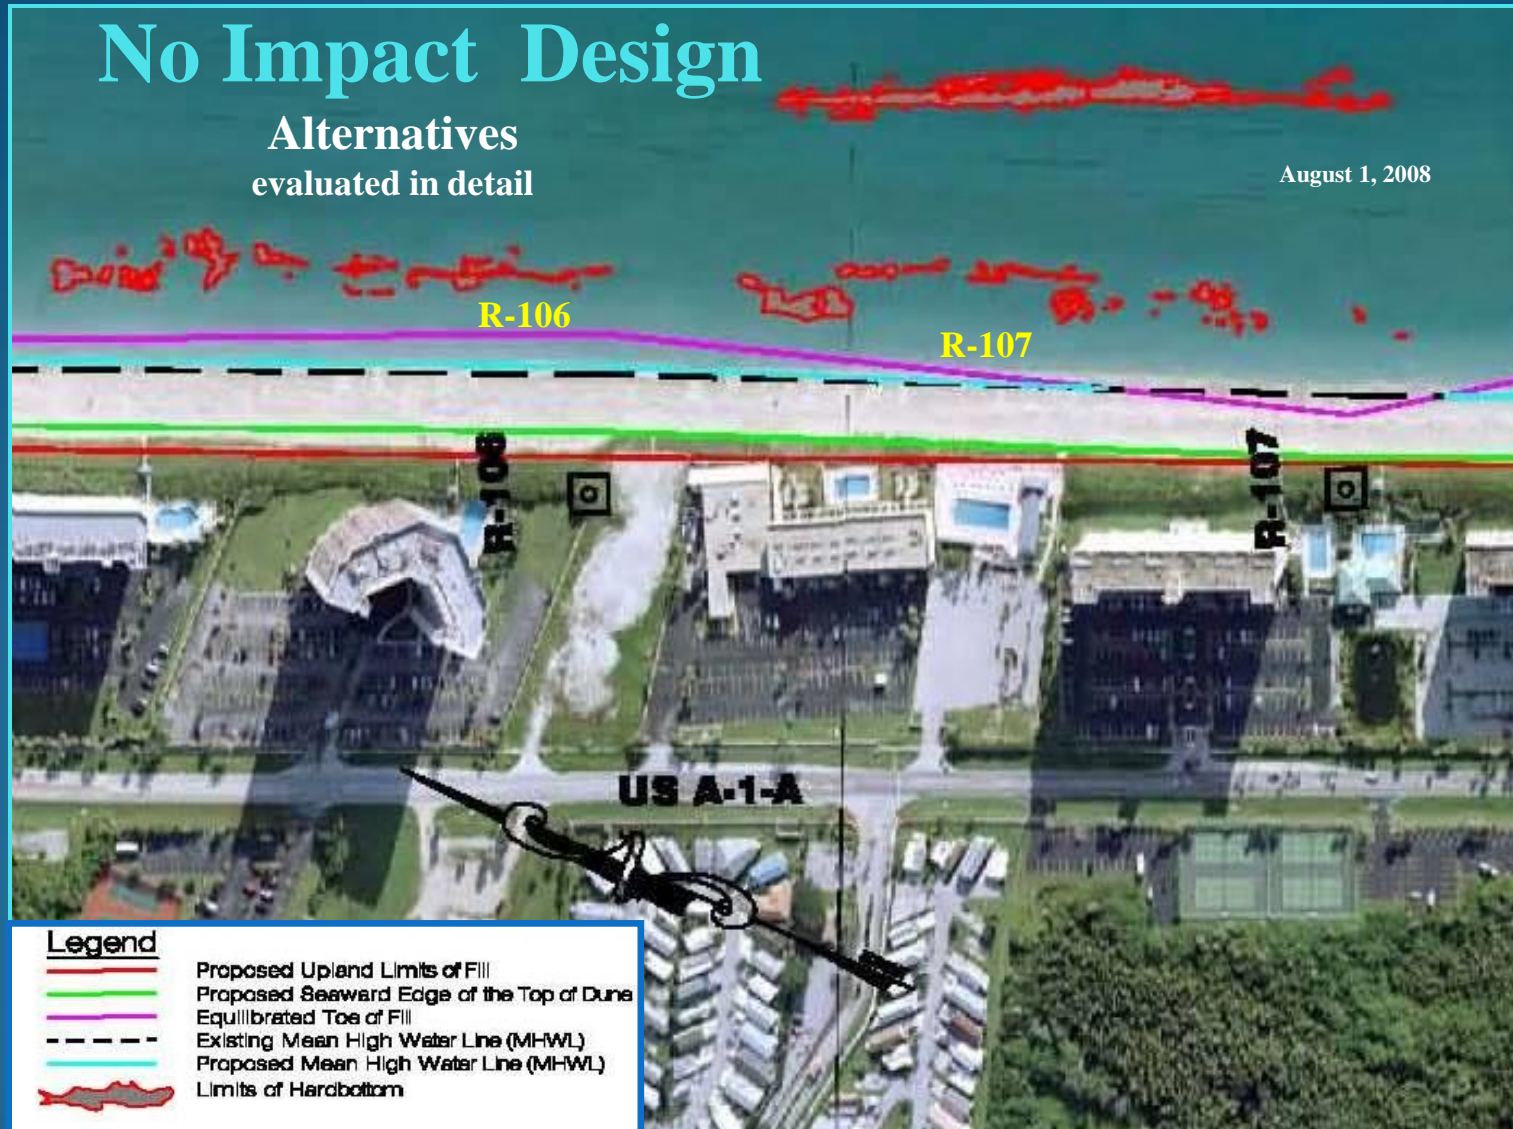 No Impact Design
Alternatives
evaluated in detail
August 1, 2008
R-106
R-107
R-106
R-107
US A-1-A
N
Legend
Proposed Upland Limits of Fill
Proposed Seaward Edge of the Top of Dune
Equilibrated Toe of Fill
Existing Mean High Water Line (MHWL)
Proposed Mean High Water Line (MHWL)
Limits of Hardbottom